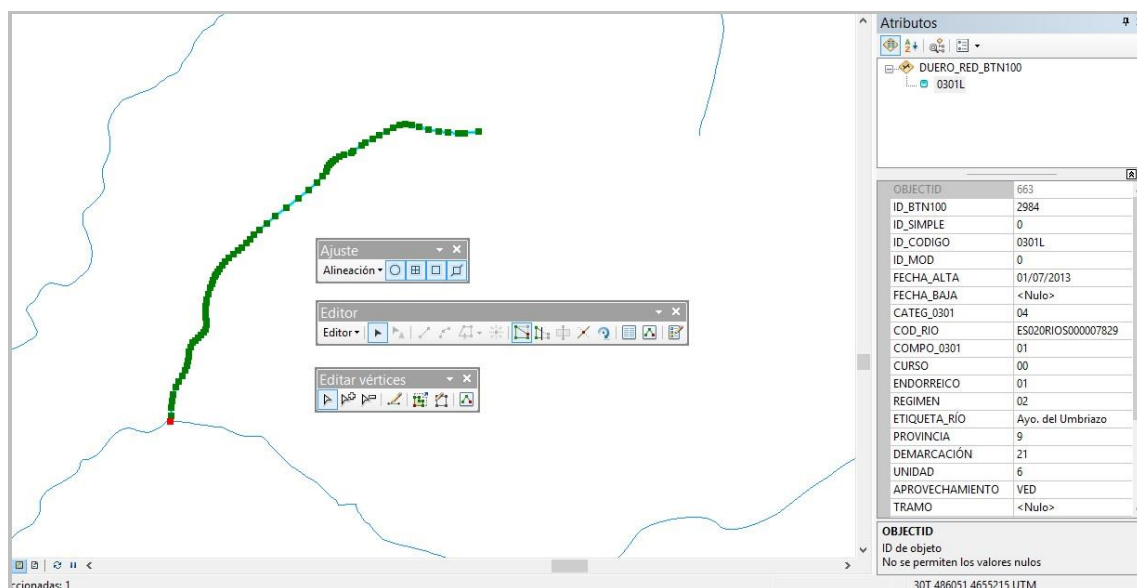 Atributos
DUERO_RED_BTN100
0301L
OBJECTID 663
ID_BTN100 2984
ID_SIMPLE 0
ID_CODIGO 0301L
ID_MOD 0
FECHA_ALTA 01/07/2013
FECHA_BAJA <Nulo>
CATEG_0301 04
COD_RIO ES020RIOS000007829
COMPO_0301 01
CURSO 00
ENDORREICO 01
REGIMEN 02
ETIQUETA_RÍO Ayo. del Umbriazo
PROVINCIA 9
DEMARCACIÓN 21
UNIDAD 6
APROVECHAMIENTO VED
TRAMO <Nulo>
OBJECTID
ID de objeto
No se permiten los valores nulos
Ajuste
Alineación
Editor
Editor
Editar vértices
ccionadas: 1
30T 486051 4655215 UTM